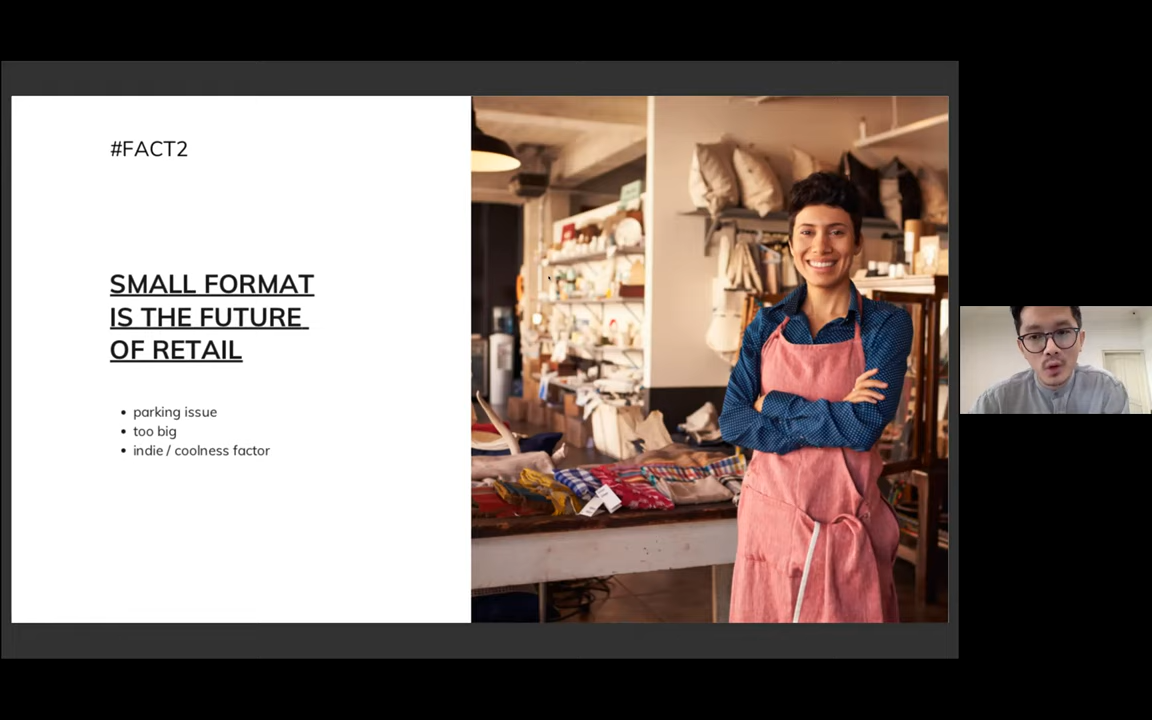 #FACT2
SMALL FORMAT
IS THE FUTURE
OF RETAIL
• parking issue
• too big
• indie / coolness factor